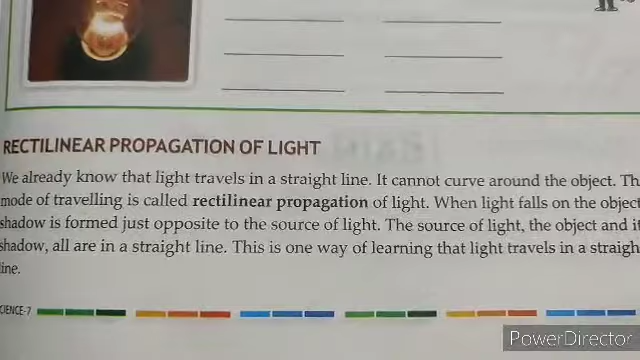 RECTILINEAR PROPAGATION OF LIGHT
We already know that light travels in a straight line. It cannot curve around the object. Th
mode of travelling is called rectilinear propagation of light. When light falls on the object
shadow is formed just opposite to the source of light. The source of light, the object and it
shadow, all are in a straight line. This is one way of learning that light travels in a straigh
line.
CIENCE-7
PowerDirector